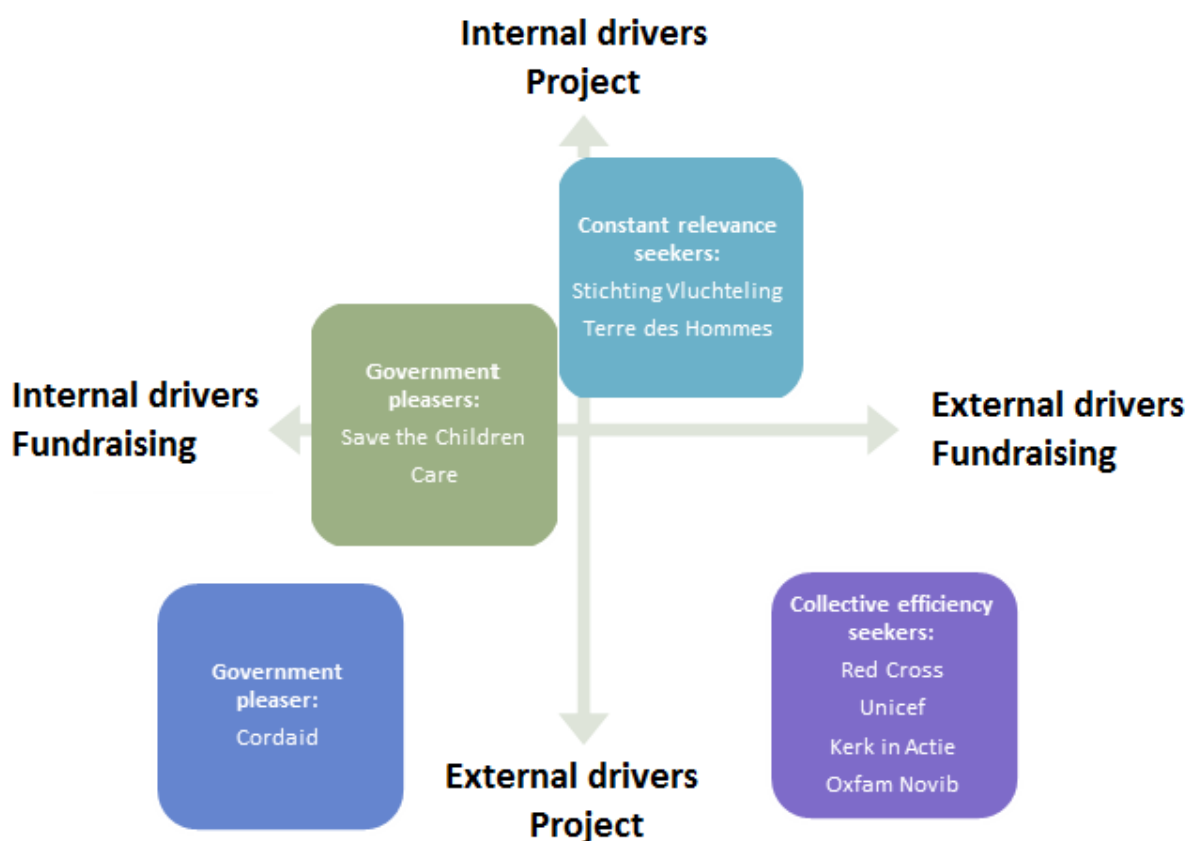 Internal drivers
Project
Constant relevance
seekers:
Stichting Vluchteling
Terre des Hommes
Government
pleasers:
Save the Children
Care
Internal drivers
Fundraising
External drivers
Fundraising
Government
pleaser:
Cordaid
Collective efficiency
seekers:
Red Cross
Unicef
Kerk in Actie
Oxfam Novib
External drivers
Project